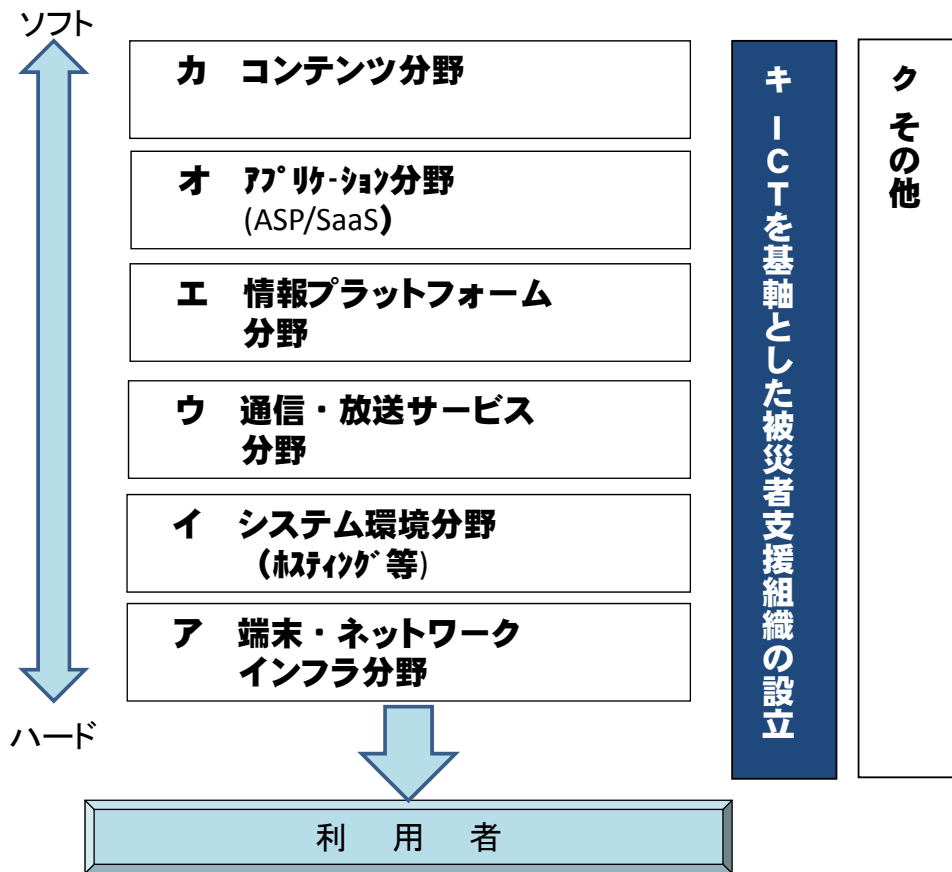 ソフト
カ コンテンツ分野
オ ｱﾌﾟﾘｹｰｼｮﾝ分野
(ASP/SaaS)
エ 情報プラットフォーム
分野
ウ 通信・放送サービス
分野
イ システム環境分野
(ﾎｽﾃｨﾝｸﾞ等)
ア 端末・ネットワーク
インフラ分野
ハード
利 用 者
キ ICTを基軸とした被災者支援組織の設立
ク その他